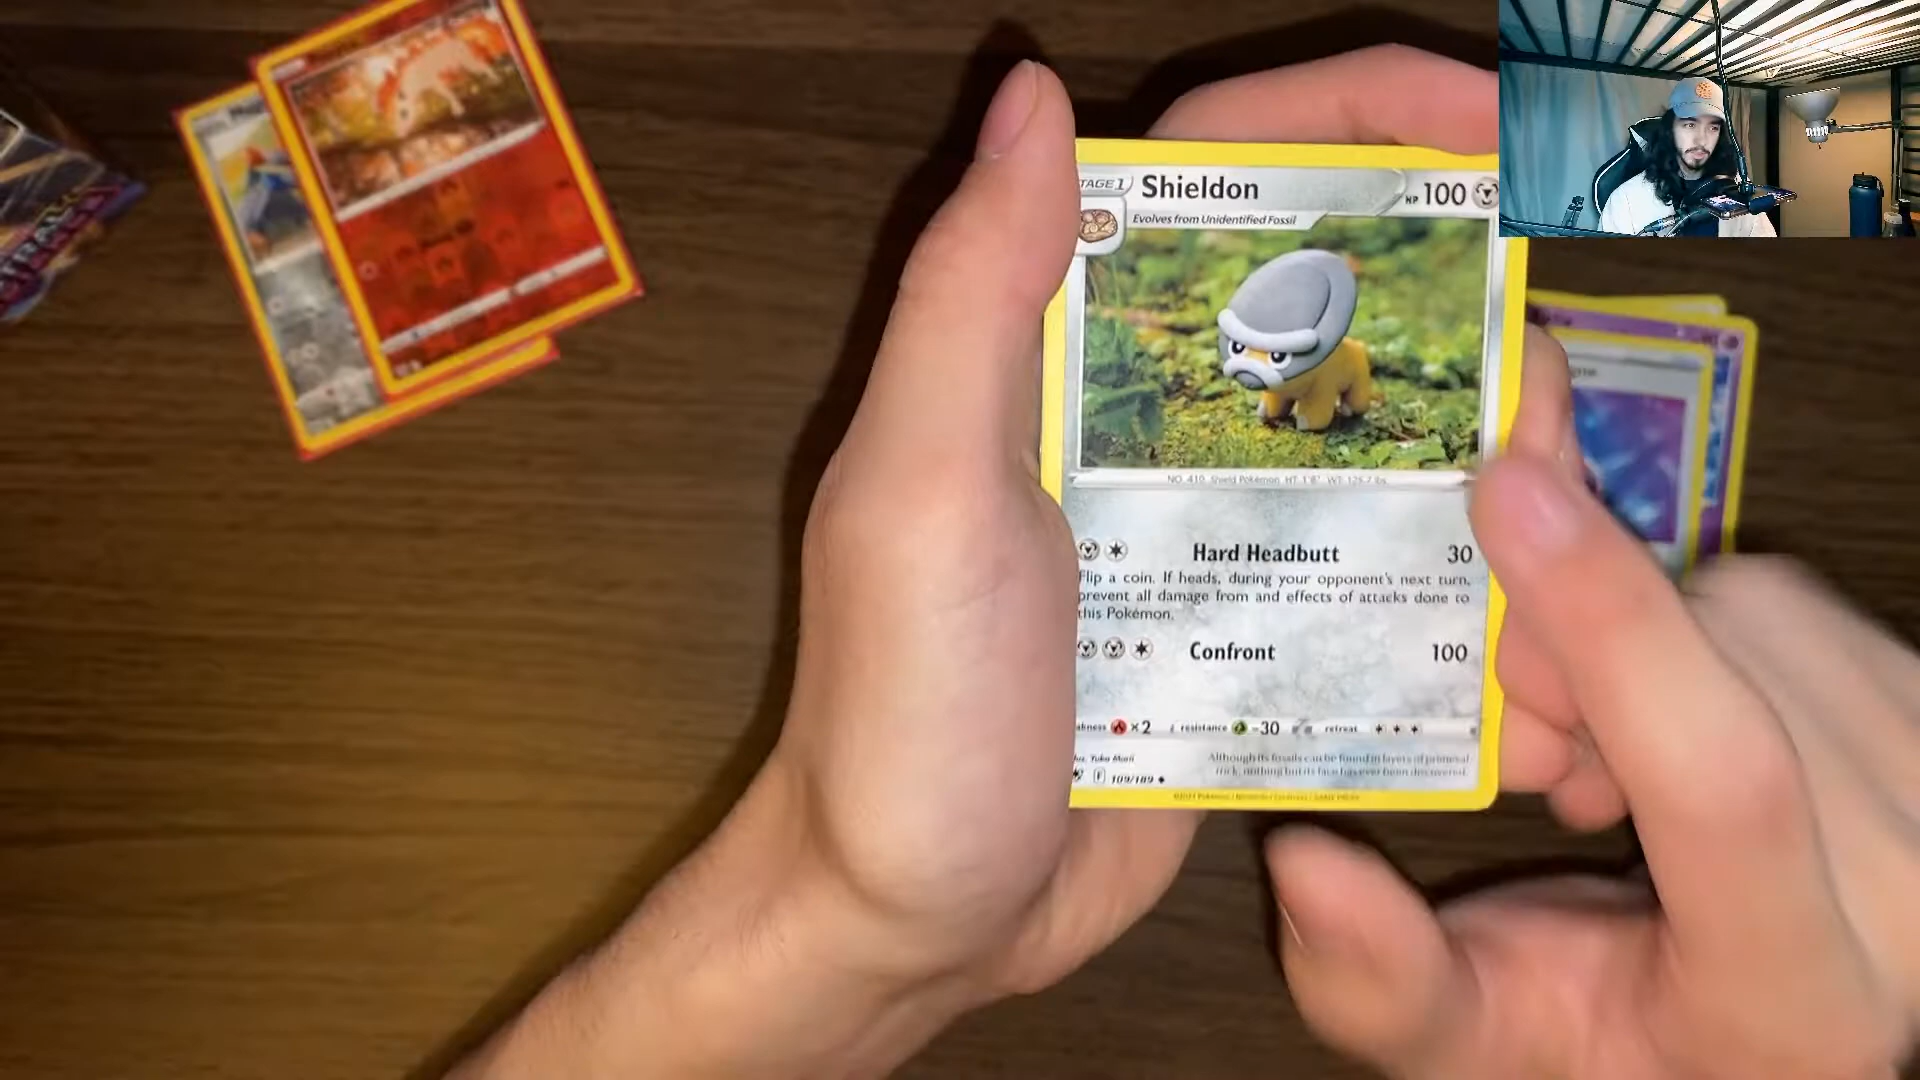 STAGE 1 Shieldon HP 100
Evolves from Unidentified Fossil
NO. 410 Shield Pokémon HT: 1'8" WT: 125.7 lbs.
Hard Headbutt 30
Flip a coin. If heads, during your opponent's next turn,
prevent all damage from and effects of attacks done to
this Pokémon.
Confront 100
×2 resistance -30 retreat
Yuka Morii
F 109/189
Although its fossils can be found in layers of primeval
rock, nothing but its face has ever been discovered.